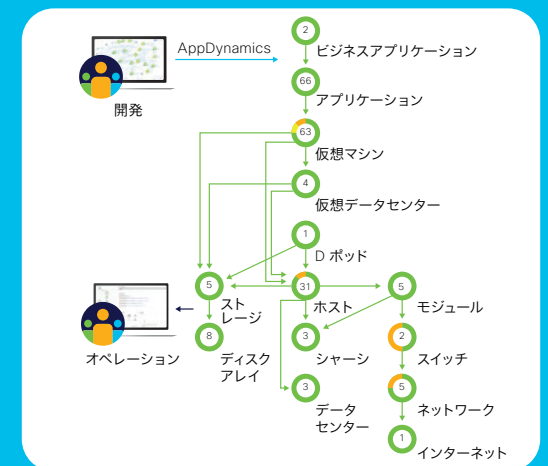 AppDynamics
開発
2
ビジネスアプリケーション
66
アプリケーション
63
仮想マシン
4
仮想データセンター
1
D ポッド
オペレーション
5
スト
レージ
31
ホスト
5
モジュール
8
ディスク
アレイ
3
シャーシ
2
スイッチ
3
データ
センター
5
ネットワーク
1
インターネット